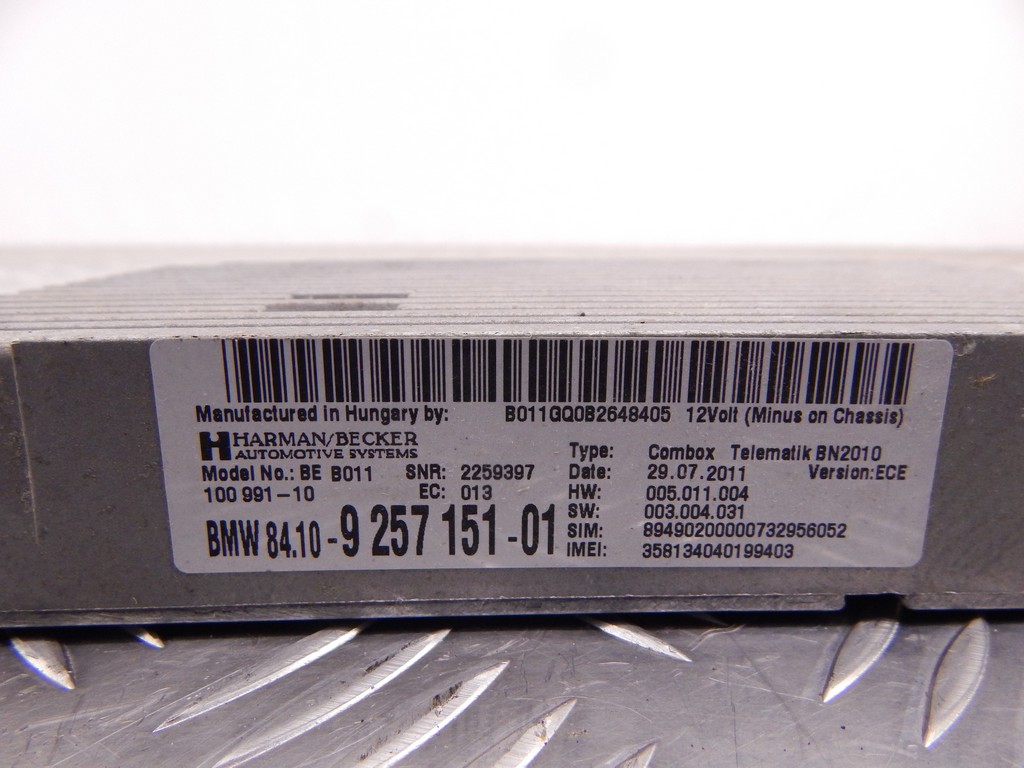 Manufactured in Hungary by: B011GQ0B2648405 12Volt (Minus on Chassis)
HARMAN/BECKER
AUTOMOTIVE SYSTEMS
Model No.: BE B011 SNR: 2259397
100 991-10 EC: 013
BMW 84.10-9 257 151-01
Type: Combox Telematik BN2010
Date: 29.07.2011 Version:ECE
HW: 005.011.004
SW: 003.004.031
SIM: 89490200000732956052
IMEI: 358134040199403